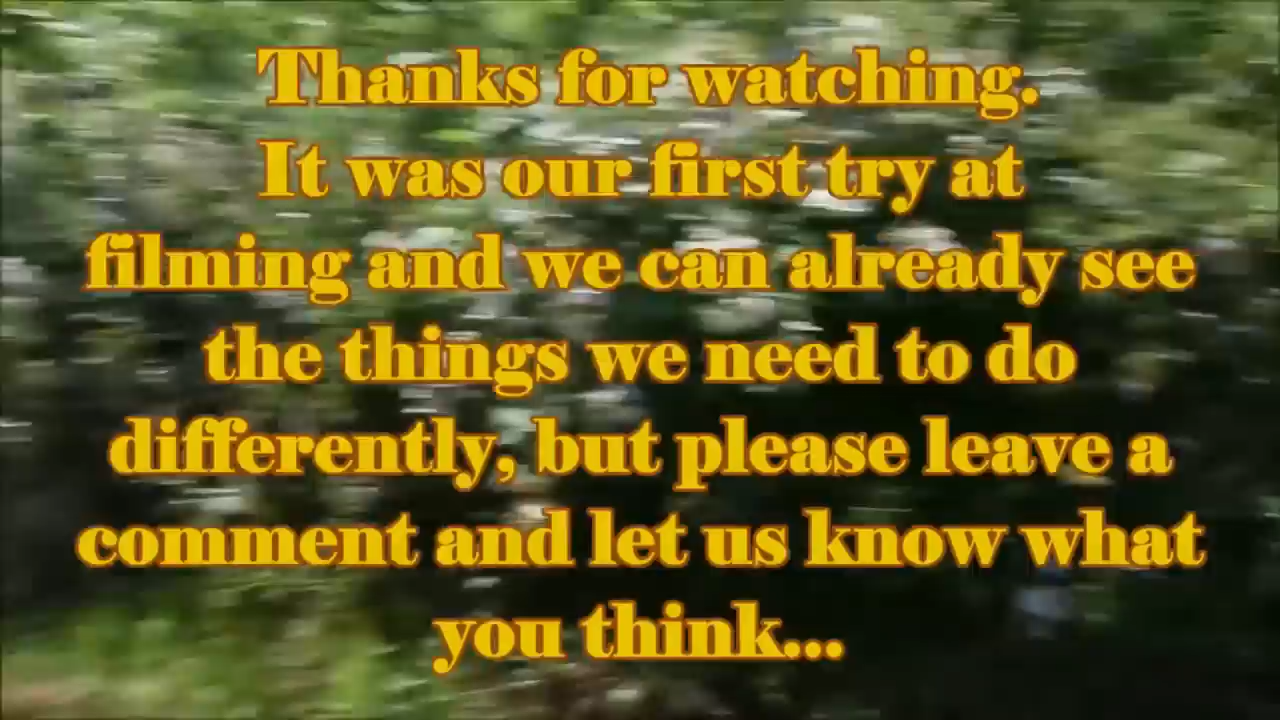 Thanks for watching.
It was our first try at
filming and we can already see
the things we need to do
differently, but please leave a
comment and let us know what
you think...